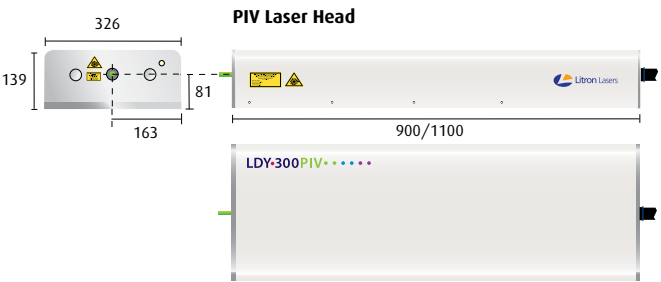 PIV Laser Head
326
139
81
163
Litron Lasers
900/1100
LDY•300PIV••••••